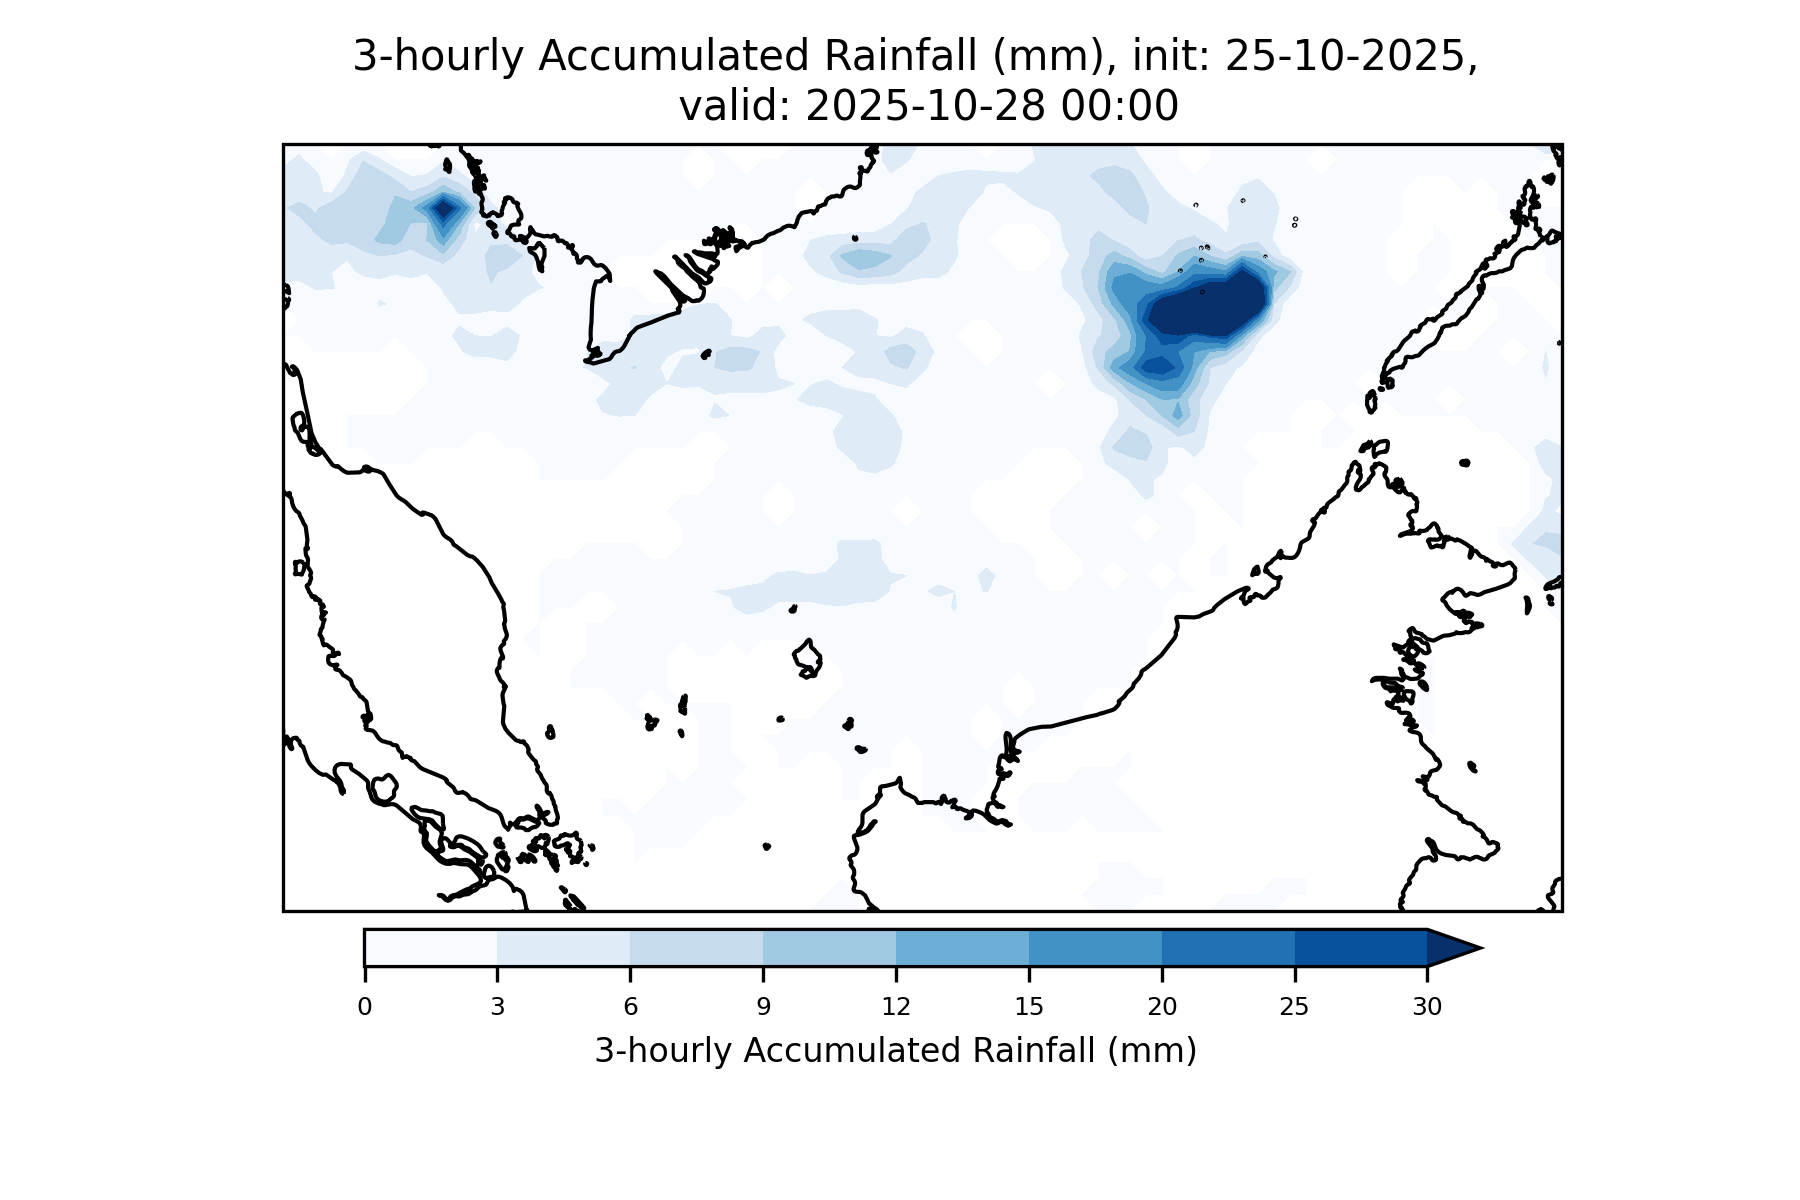 3-hourly Accumulated Rainfall (mm), init: 25-10-2025,
valid: 2025-10-28 00:00
0 3 6 9 12 15 20 25 30
3-hourly Accumulated Rainfall (mm)